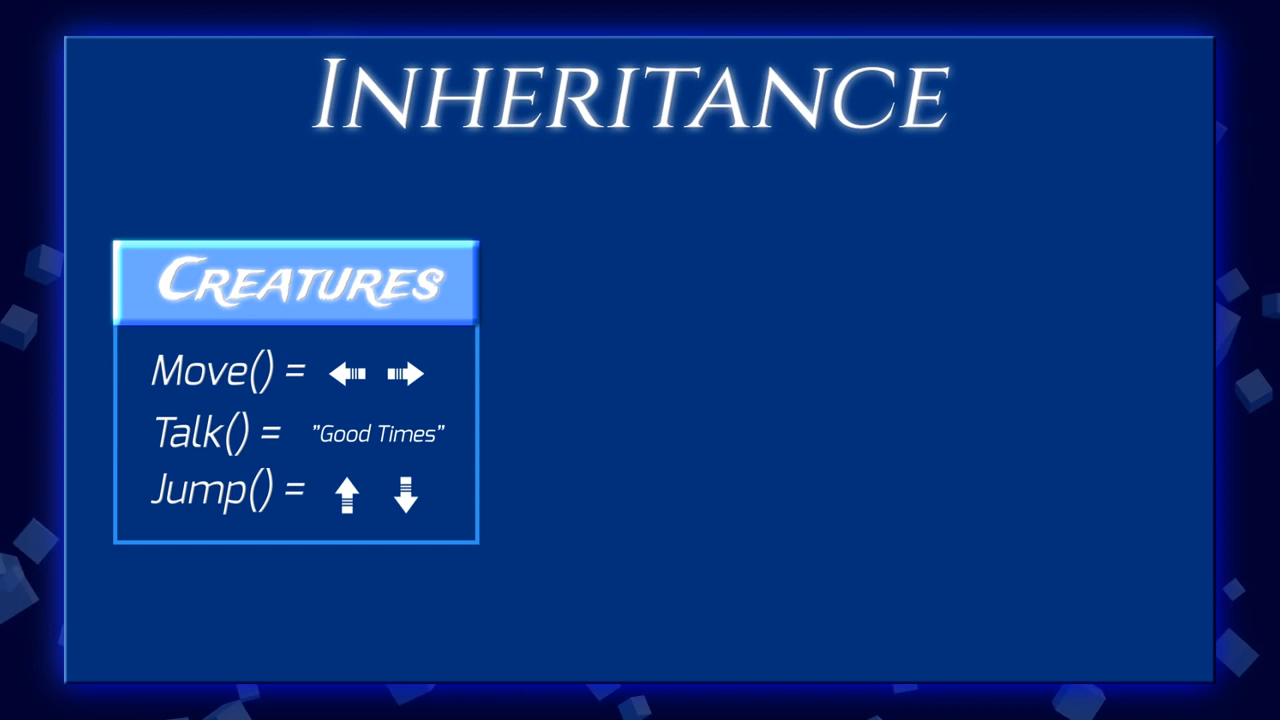 INHERITANCE
CREATURES
Move() =
Talk() = "Good Times"
Jump() =